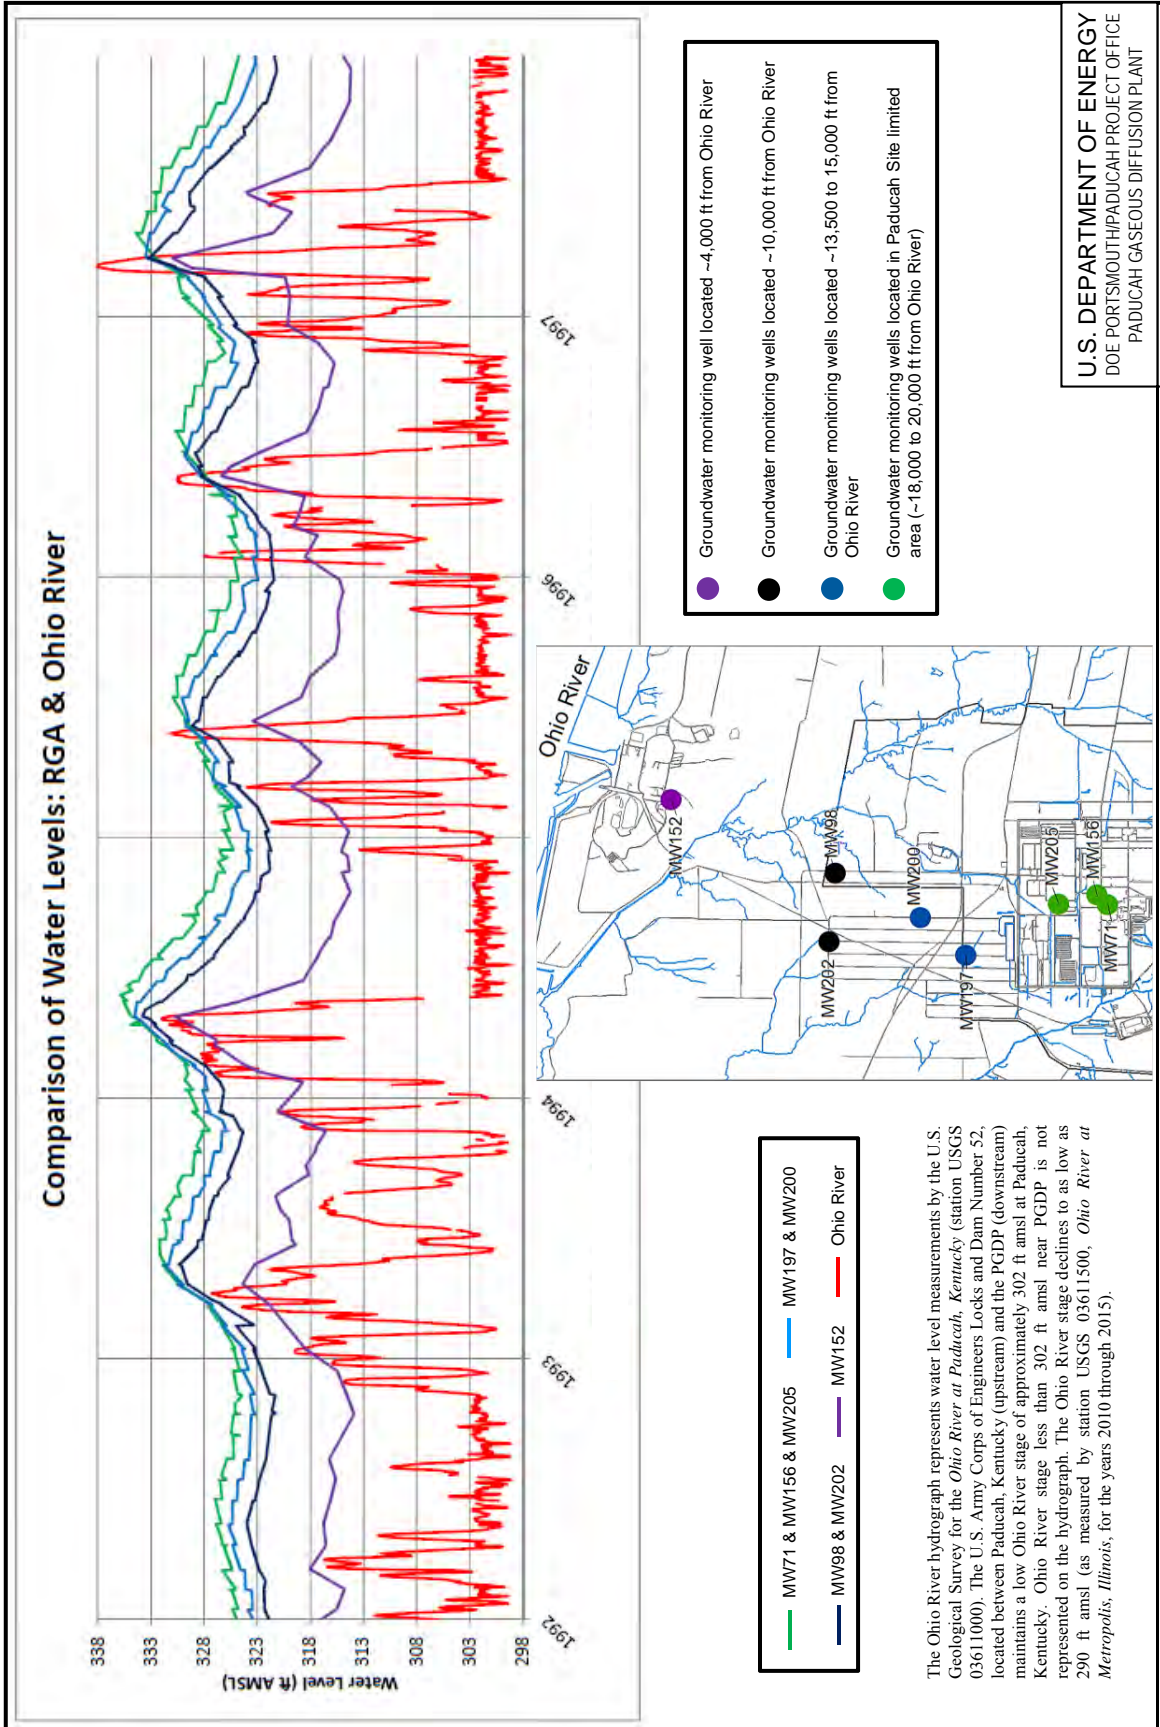 Comparison of Water Levels: RGA & Ohio River
Water Level (ft AMSL)
338
333
328
323
318
313
308
303
298
1992
1993
1994
1996
1997
MW71 & MW156 & MW205
MW197 & MW200
MW98 & MW202
MW152
Ohio River
The Ohio River hydrograph represents water level measurements by the U.S.
Geological Survey for the Ohio River at Paducah, Kentucky (station USGS
03611000). The U.S. Army Corps of Engineers Locks and Dam Number 52,
located between Paducah, Kentucky (upstream) and the PGDP (downstream)
maintains a low Ohio River stage of approximately 302 ft amsl at Paducah,
Kentucky. Ohio River stage less than 302 ft amsl near PGDP is not
represented on the hydrograph. The Ohio River stage declines to as low as
290 ft amsl (as measured by station USGS 03611500, Ohio River at
Metropolis, Illinois, for the years 2010 through 2015).
Ohio River
MW152
MW98
MW202
MW200
MW197
MW205
MW156
MW71
Groundwater monitoring well located ~4,000 ft from Ohio River
Groundwater monitoring wells located ~10,000 ft from Ohio River
Groundwater monitoring wells located ~13,500 to 15,000 ft from
Ohio River
Groundwater monitoring wells located in Paducah Site limited
area (~18,000 to 20,000 ft from Ohio River)
U.S. DEPARTMENT OF ENERGY
DOE PORTSMOUTH/PADUCAH PROJECT OFFICE
PADUCAH GASEOUS DIFFUSION PLANT